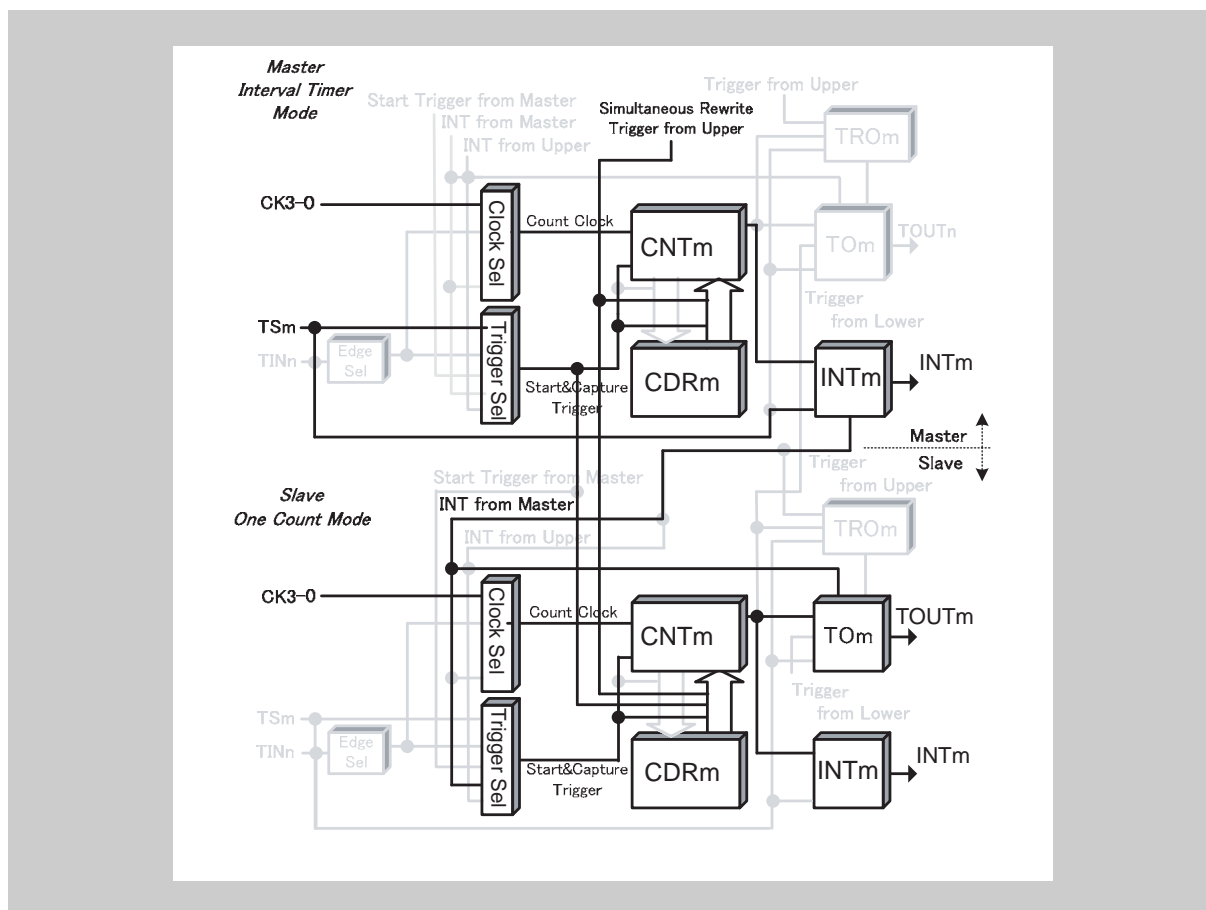 Master
Interval Timer
Mode
Start Trigger from Master
INT from Master
INT from Upper
Simultaneous Rewrite
Trigger from Upper
Trigger from Upper
TROm
CK3-0
Clock Sel
Count Clock
CNTm
TOm
TOUTn
Trigger
from Lower
TSm
TINn
Edge
Sel
Trigger Sel
Start&Capture
Trigger
CDRm
INTm
INTm
Master
Slave
Slave
One Count Mode
Start Trigger from Master
INT from Master
INT from Upper
Trigger
from Upper
TROm
CK3-0
Clock Sel
Count Clock
CNTm
TOm
TOUTm
Trigger
from Lower
TSm
TINn
Edge
Sel
Trigger Sel
Start&Capture
Trigger
CDRm
INTm
INTm